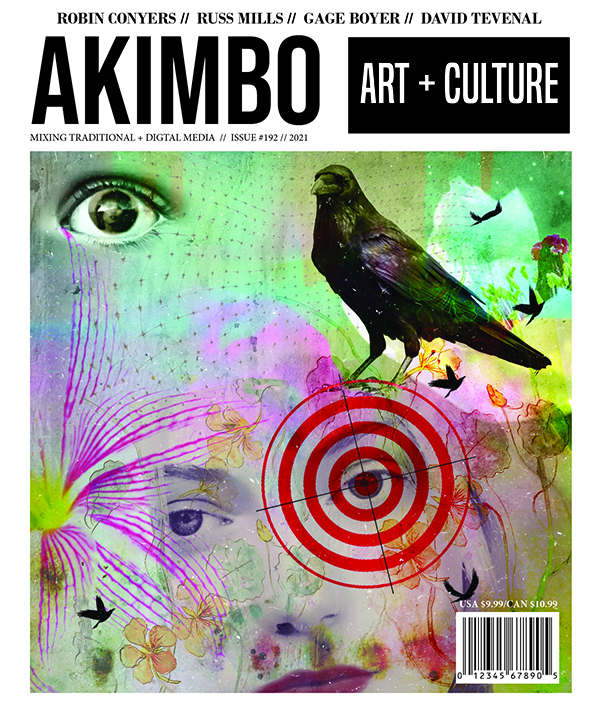 ROBIN CONYERS // RUSS MILLS // GAGE BOYER // DAVID TEVENAL
AKIMBO
ART + CULTURE
MIXING TRADITIONAL + DIGTAL MEDIA // ISSUE #192 // 2021
USA $9.99/CAN $10.99
0 12345 67890 5